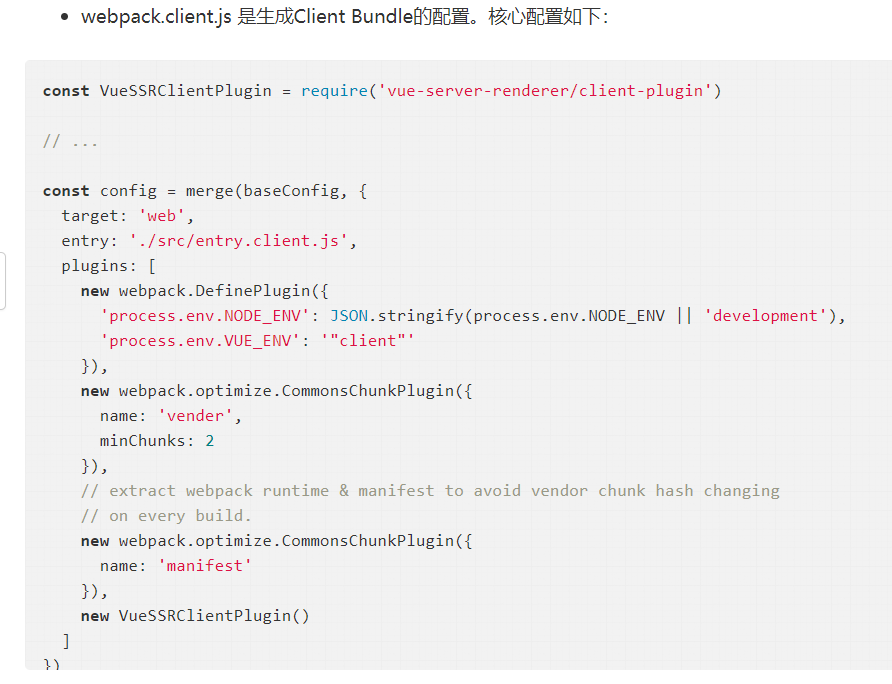 • webpack.client.js 是生成Client Bundle的配置。核心配置如下：
const VueSSRClientPlugin = require('vue-server-renderer/client-plugin')
// ...
const config = merge(baseConfig, {
  target: 'web',
  entry: './src/entry.client.js',
  plugins: [
    new webpack.DefinePlugin({
      'process.env.NODE_ENV': JSON.stringify(process.env.NODE_ENV || 'development'),
      'process.env.VUE_ENV': '"client"'
    }),
    new webpack.optimize.CommonsChunkPlugin({
      name: 'vender',
      minChunks: 2
    }),
    // extract webpack runtime & manifest to avoid vendor chunk hash changing
    // on every build.
    new webpack.optimize.CommonsChunkPlugin({
      name: 'manifest'
    }),
    new VueSSRClientPlugin()
  ]
})